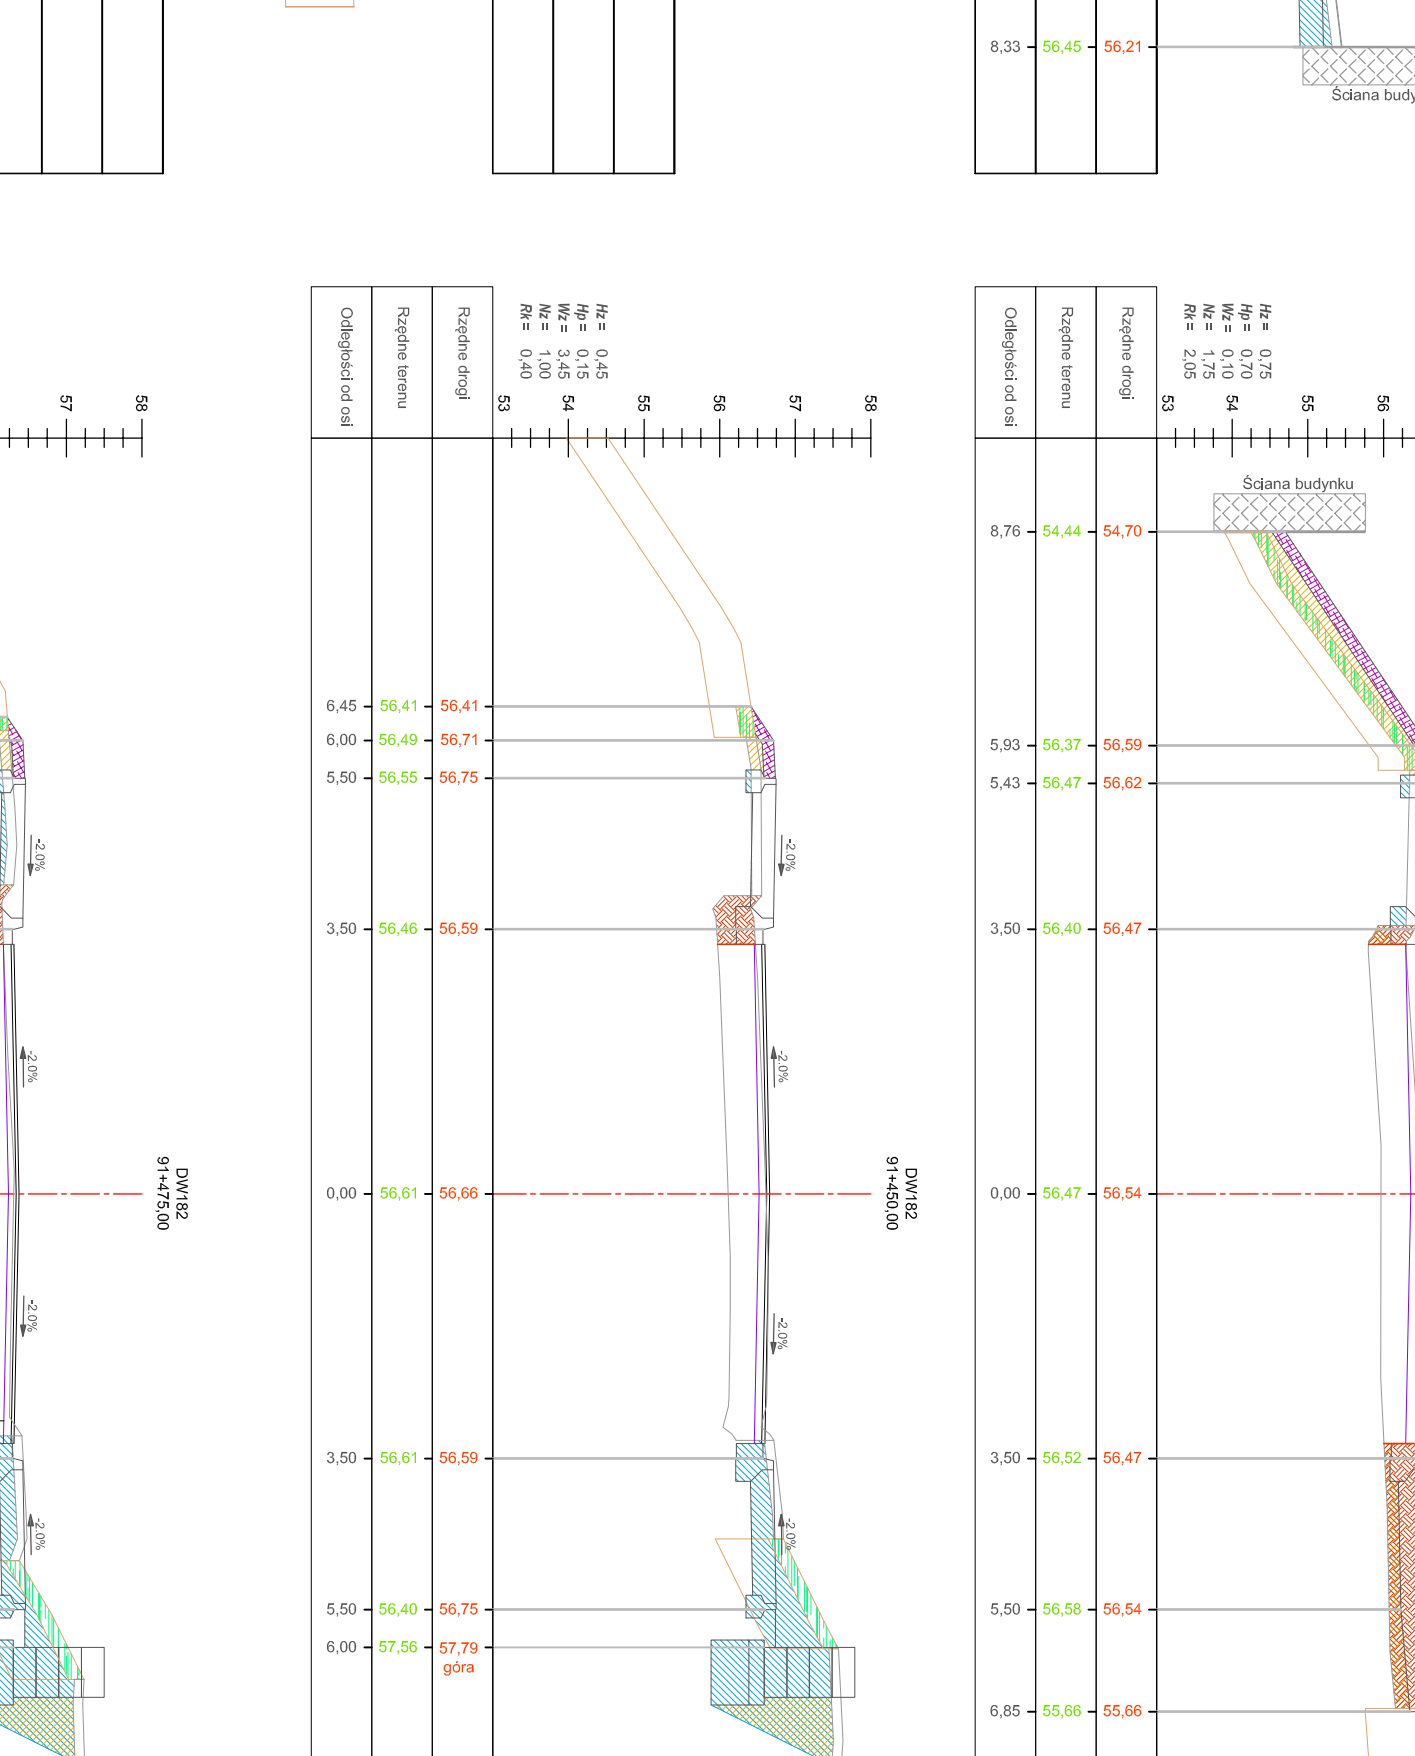 8,33 56,45 56,21
Ściana budy
Hz = 0,45
Hp = 0,15
Wz = 3,45
Nz = 1,00
Rk = 0,40
Hz = 0,75
Hp = 0,70
Wz = 0,10
Nz = 1,75
Rk = 2,05
57 58
Odległości od osi
Rzędne terenu
Rzędne drogi
53 54 55 56 57 58
Odległości od osi
Rzędne terenu
Rzędne drogi
53 54 55 56
Ściana budynku
8,76 54,44 54,70
6,45 56,41 56,41
6,00 56,49 56,71
5,50 56,55 56,75
5,93 56,37 56,59
5,43 56,47 56,62
-2.0%
-2.0%
3,50 56,46 56,59
3,50 56,40 56,47
-2.0%
-2.0%
DW182
91+475,00
DW182
91+450,00
0,00 56,61 56,66
0,00 56,47 56,54
-2.0%
-2.0%
3,50 56,61 56,59
3,50 56,52 56,47
-2.0%
-2.0%
5,50 56,40 56,75
5,50 56,58 56,54
6,00 57,56 57,79
góra
6,85 55,66 55,66